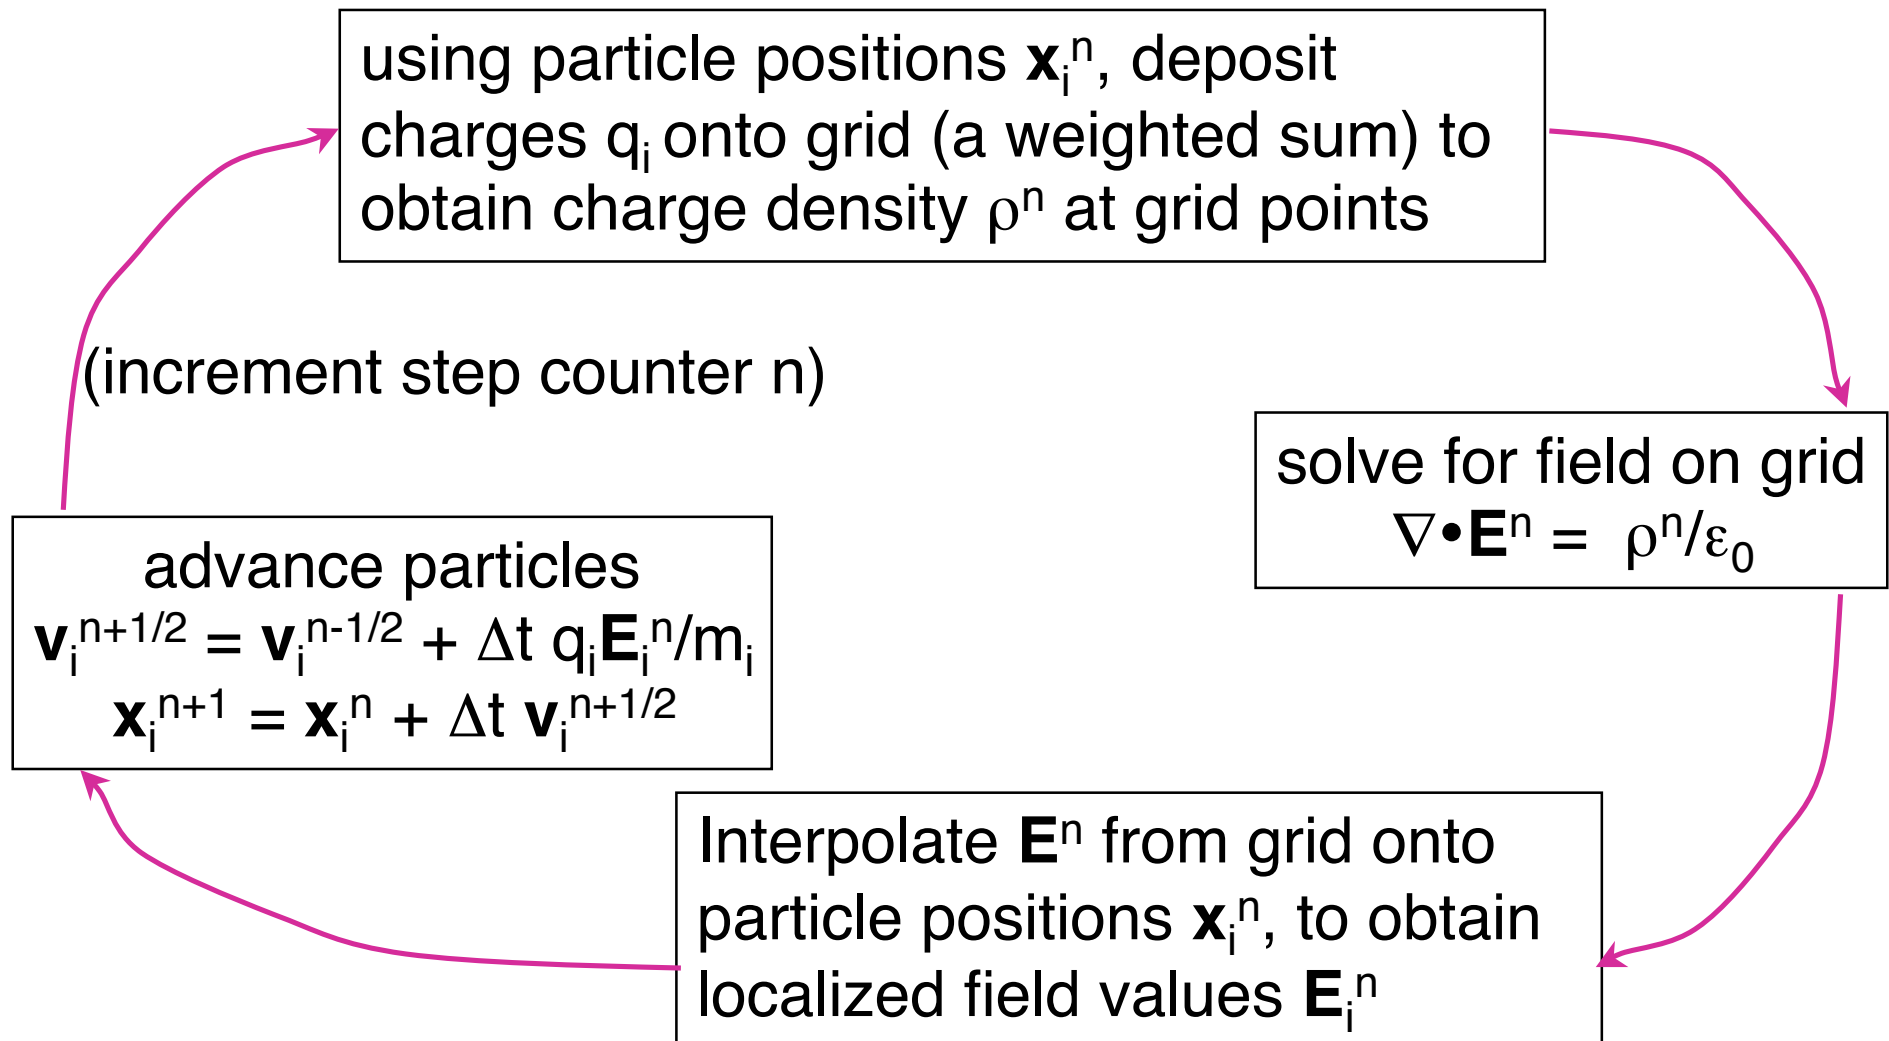 using particle positions xᵢⁿ, deposit
charges qᵢ onto grid (a weighted sum) to
obtain charge density ρⁿ at grid points
(increment step counter n)
solve for field on grid
∇•Eⁿ = ρⁿ/ε₀
advance particles
vᵢⁿ⁺¹ᐟ² = vᵢⁿ⁻¹ᐟ² + Δt qᵢEᵢⁿ/mᵢ
xᵢⁿ⁺¹ = xᵢⁿ + Δt vᵢⁿ⁺¹ᐟ²
Interpolate Eⁿ from grid onto
particle positions xᵢⁿ, to obtain
localized field values Eᵢⁿ